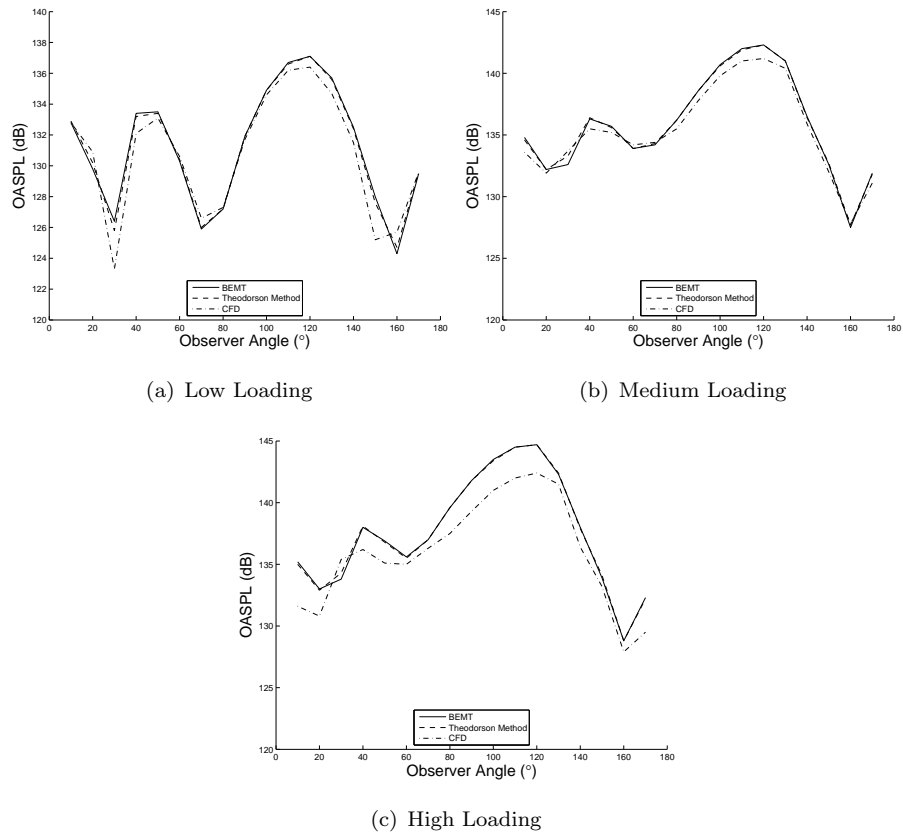 140
138
136
134
132
130
128
126
124
122
120
OASPL (dB)
0 20 40 60 80 100 120 140 160 180
Observer Angle (°)
BEMT
Theodorson Method
CFD
(a) Low Loading
145
140
135
130
125
120
OASPL (dB)
0 20 40 60 80 100 120 140 160 180
Observer Angle (°)
BEMT
Theodorson Method
CFD
(b) Medium Loading
145
140
135
130
125
120
OASPL (dB)
0 20 40 60 80 100 120 140 160 180
Observer Angle (°)
BEMT
Theodorson Method
CFD
(c) High Loading